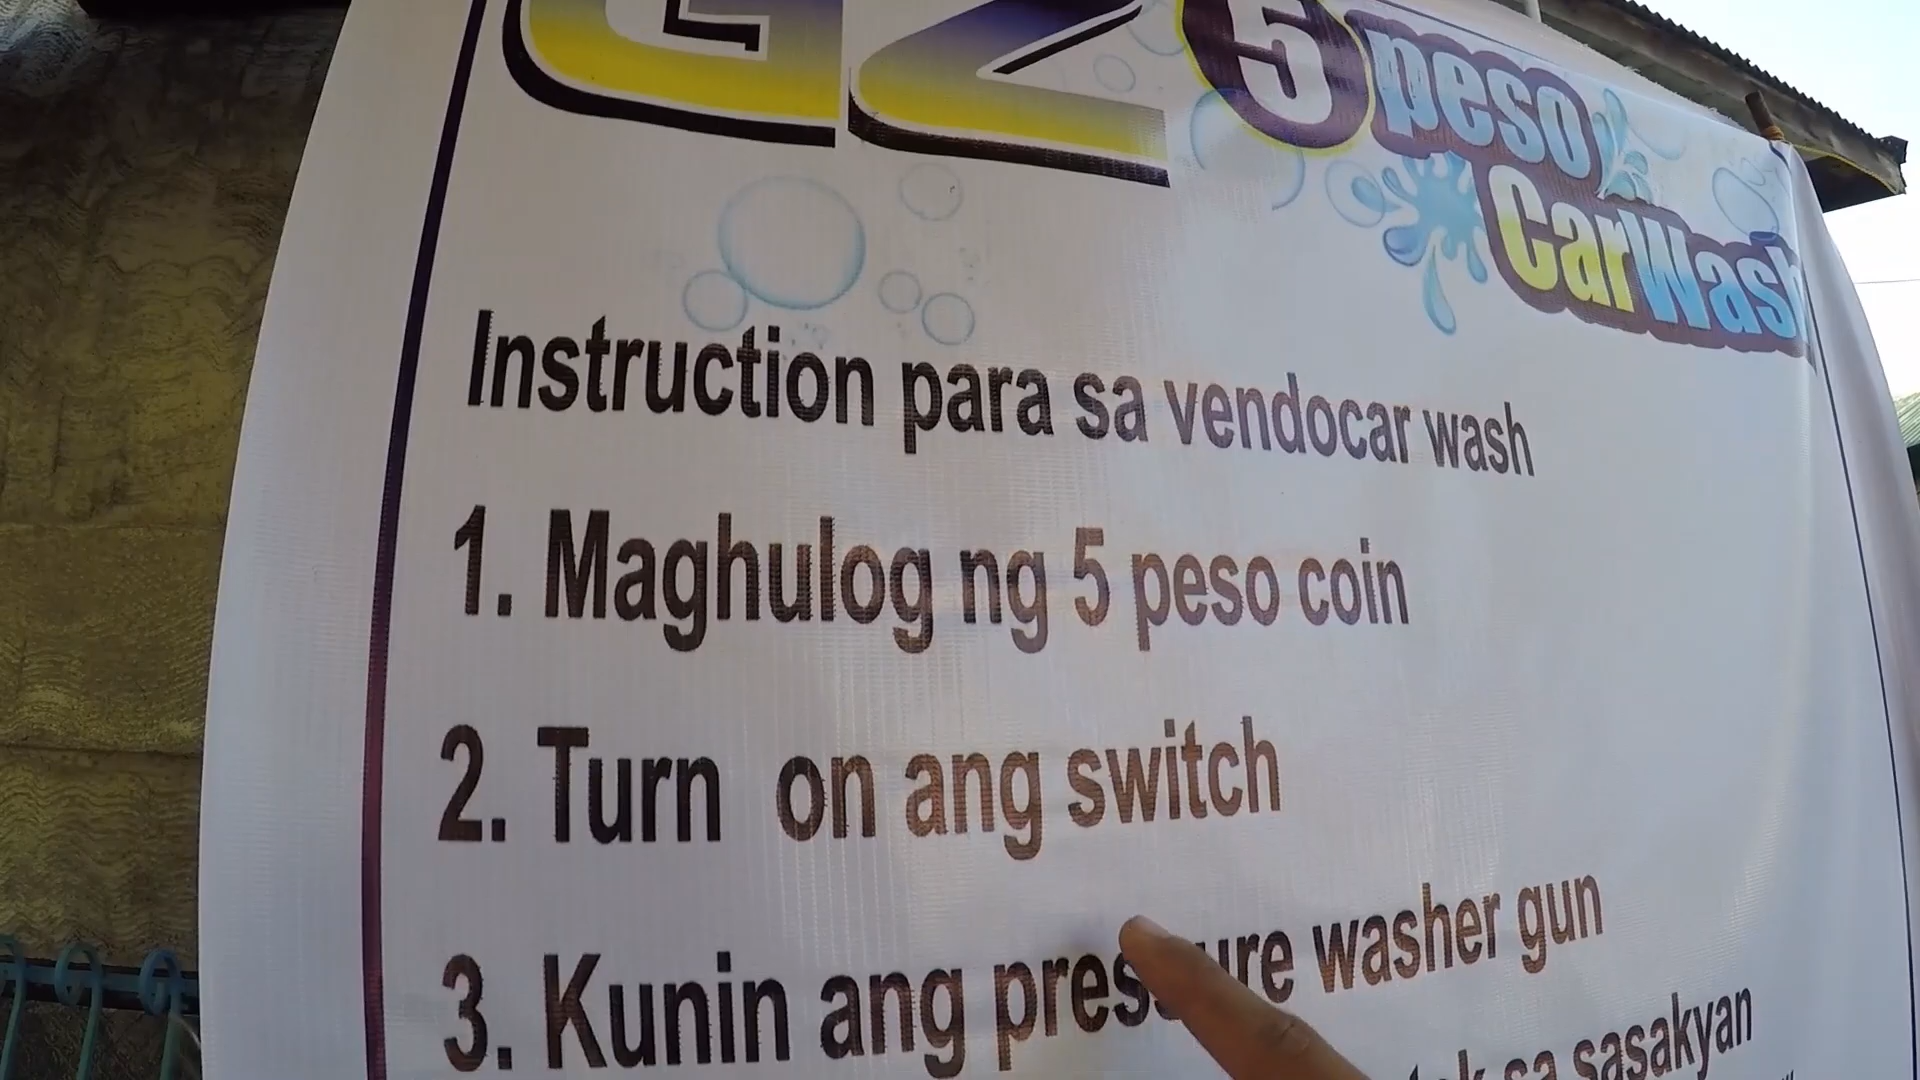 GZ 5 peso
CarWash
Instruction para sa vendocar wash
1. Maghulog ng 5 peso coin
2. Turn on ang switch
3. Kunin ang pressure washer gun
sa sasakyan